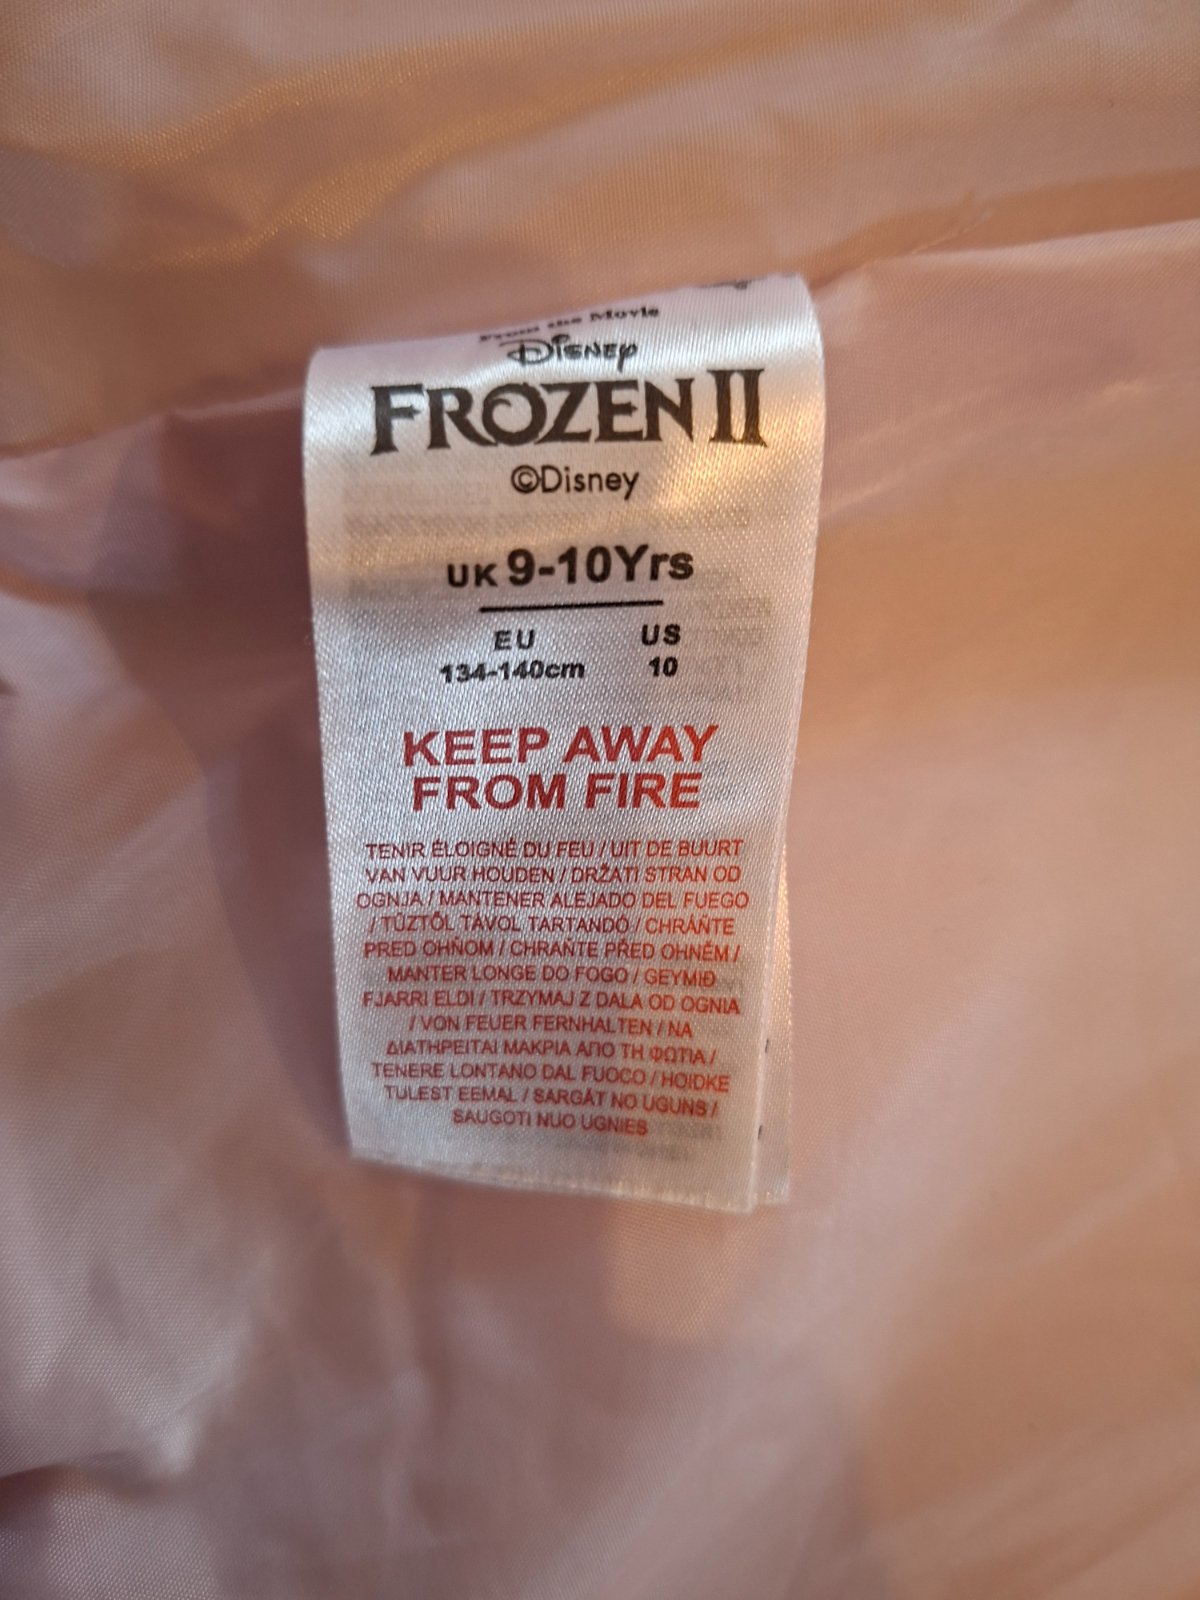 From the Movie
Disney
FROZEN II
©Disney
UK 9-10Yrs
EU US
134-140cm 10
KEEP AWAY
FROM FIRE
TENIR ÉLOIGNÉ DU FEU / UIT DE BUURT
VAN VUUR HOUDEN / DRŽATI STRAN OD
OGNJA / MANTENER ALEJADO DEL FUEGO
/ TŰZTŐL TÁVOL TARTANDÓ / CHRÁŇTE
PRED OHŇOM / CHRAŇTE PŘED OHNĚM /
MANTER LONGE DO FOGO / GEYMIÐ
FJARRI ELDI / TRZYMAJ Z DALA OD OGNIA
/ VON FEUER FERNHALTEN / NA
ΔΙΑΤΗΡΕΙΤΑΙ ΜΑΚΡΙΑ ΑΠΟ ΤΗ ΦΩΤΙΑ /
TENERE LONTANO DAL FUOCO / HOIDKE
TULEST EEMAL / SARGĀT NO UGUNS /
SAUGOTI NUO UGNIES